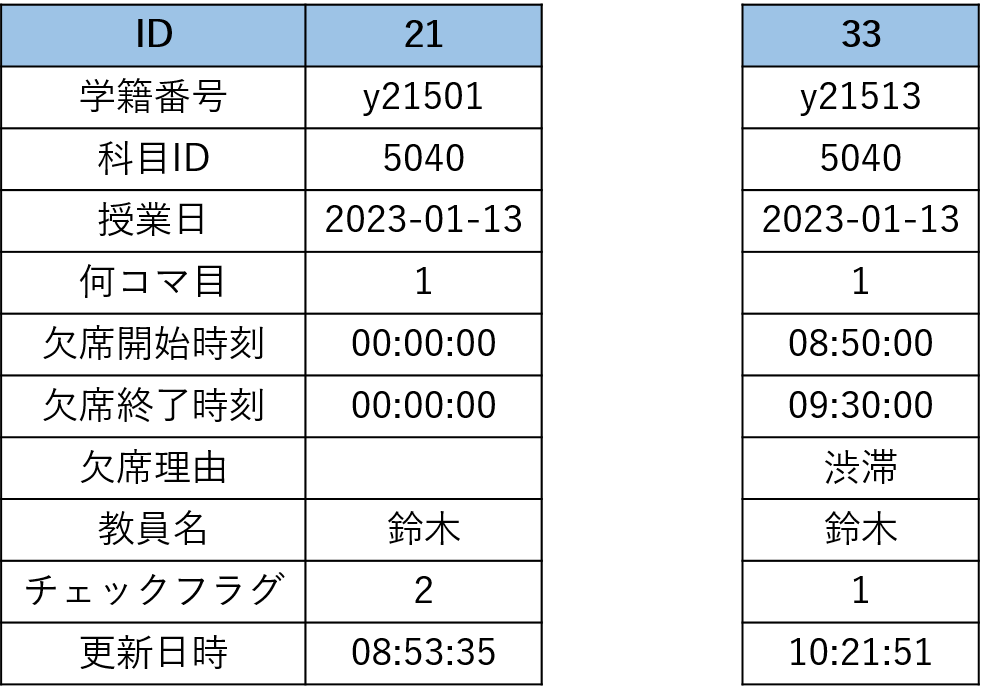 ID 21 33
学籍番号 y21501 y21513
科目ID 5040 5040
授業日 2023-01-13 2023-01-13
何コマ目 1 1
欠席開始時刻 00:00:00 08:50:00
欠席終了時刻 00:00:00 09:30:00
欠席理由 渋滞
教員名 鈴木 鈴木
チェックフラグ 2 1
更新日時 08:53:35 10:21:51